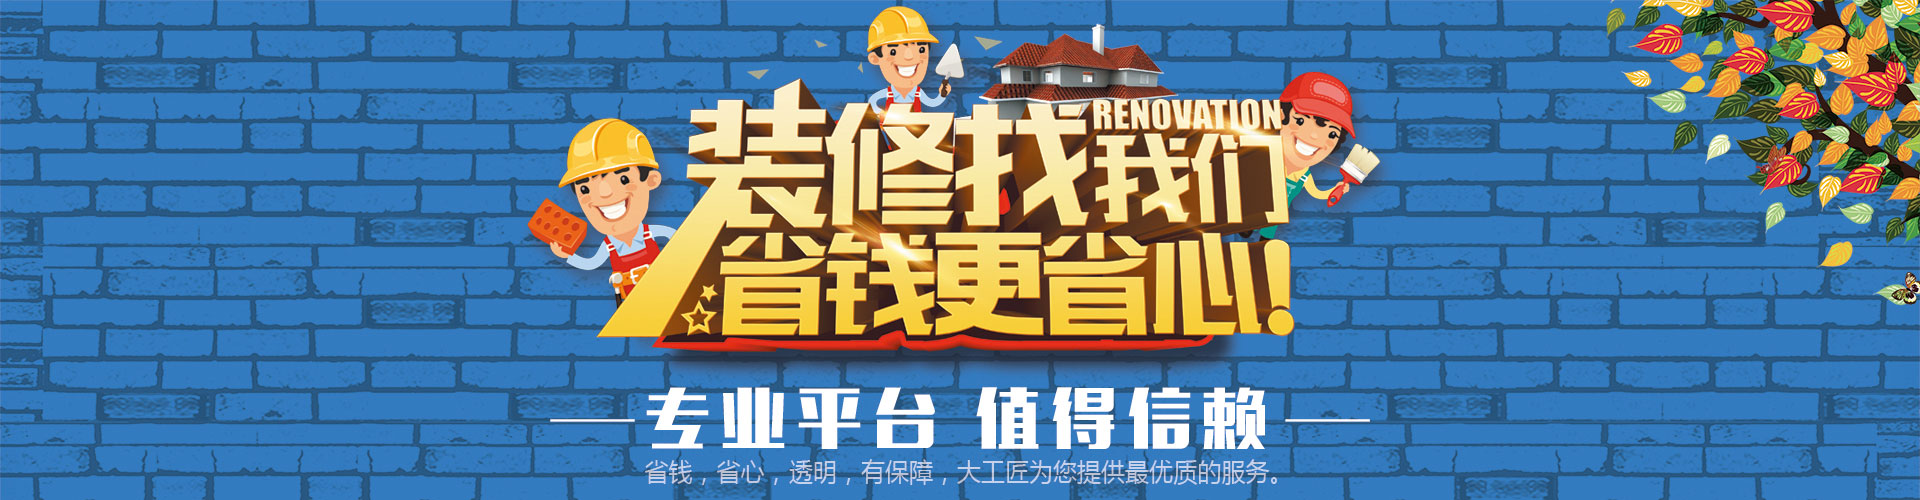 装修找我们
RENOVATION
省钱更省心!
专业平台 值得信赖
省钱，省心，透明，有保障，大工匠为您提供最优质的服务。